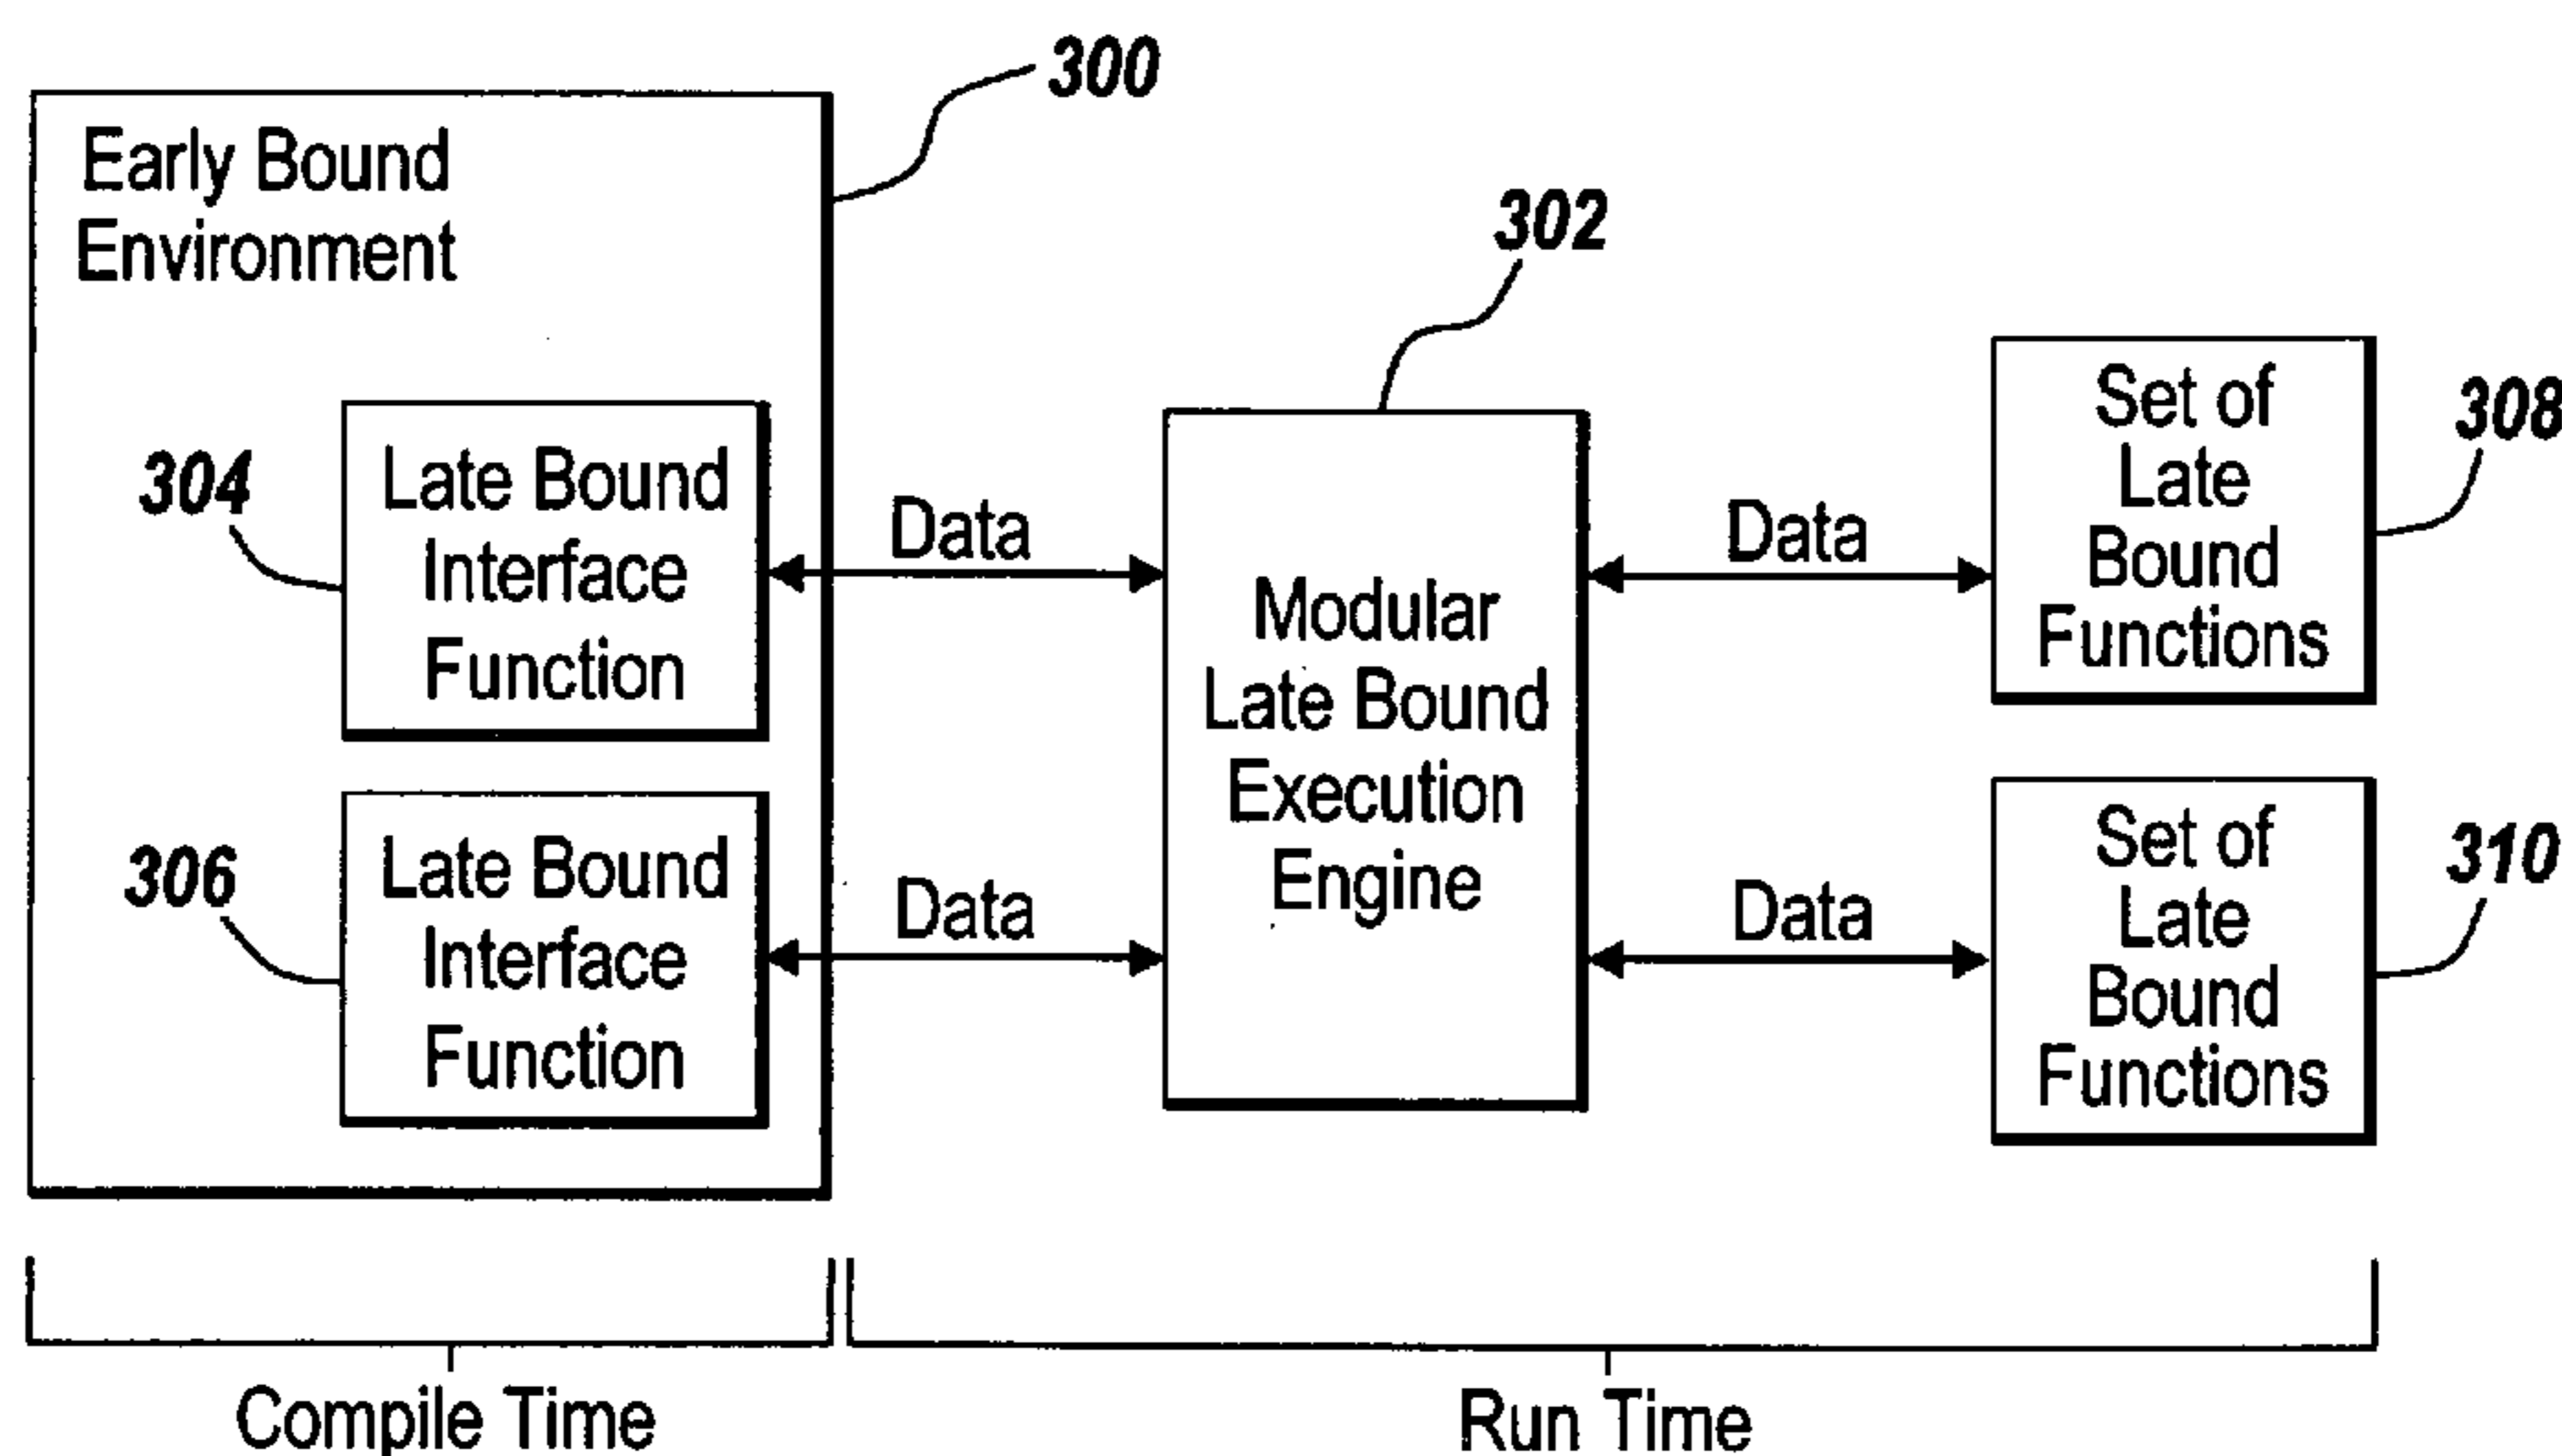 300
Early Bound
Environment
302
304
Late Bound
Interface
Function
Data
Modular
Late Bound
Execution
Engine
Data
Set of
Late
Bound
Functions
308
306
Late Bound
Interface
Function
Data
Data
Set of
Late
Bound
Functions
310
Compile Time
Run Time